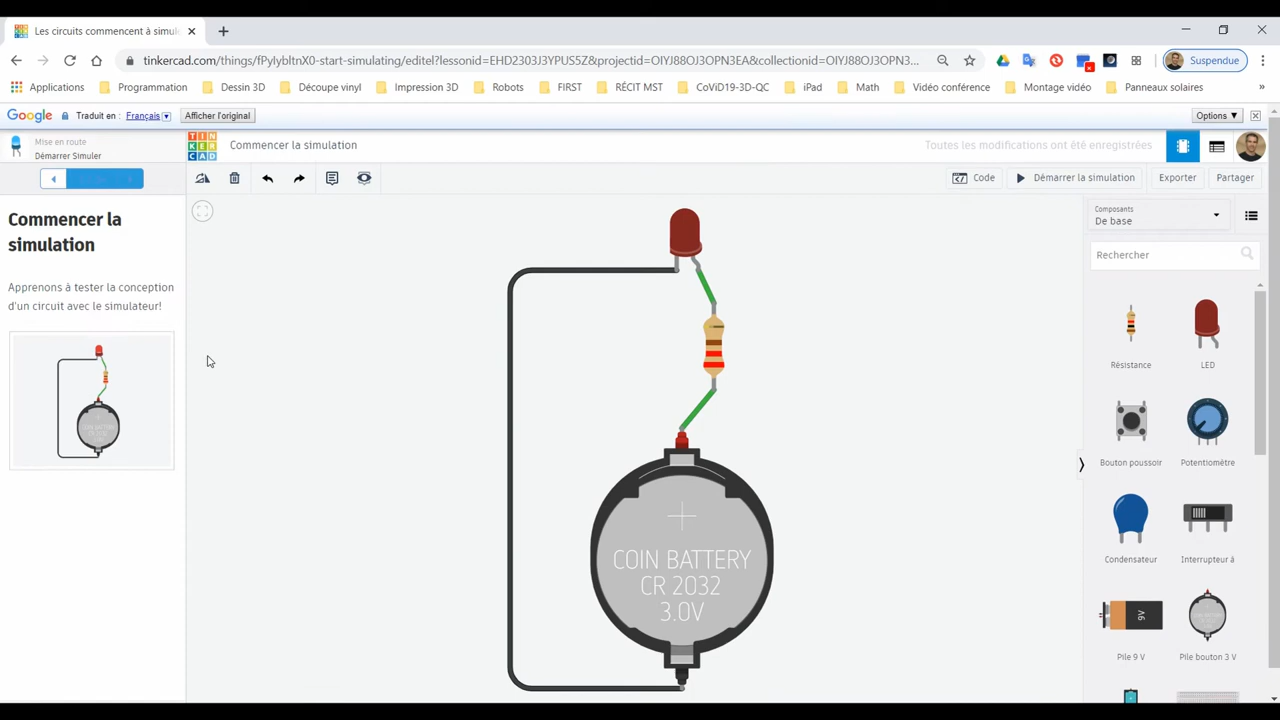 Les circuits commencent à simul
tinkercad.com/things/fPyIybltnX0-start-simulating/editel?lessonid=EHD2303J3YPUS5Z&projectid=OIYJ88OJ3OPN3EA&collectionid=OIYJ88OJ3OPN3...
Suspendue
Applications Programmation Dessin 3D Découpe vinyl Impression 3D Robots FIRST RÉCIT MST CoViD19-3D-QC iPad Math Vidéo conférence Montage vidéo Panneaux solaires
Google Traduit en : Français Afficher l'original Options
Mise en route
Démarrer Simuler
TINKERCAD
Commencer la simulation
Toutes les modifications ont été enregistrées
Code
Démarrer la simulation
Exporter
Partager
Commencer la
simulation
Apprenons à tester la conception
d'un circuit avec le simulateur!
COIN BATTERY
CR 2032
3.0V
Composants
De base
Rechercher
Résistance LED
Bouton poussoir Potentiomètre
Condensateur Interrupteur à
9V
Pile 9 V Pile bouton 3 V